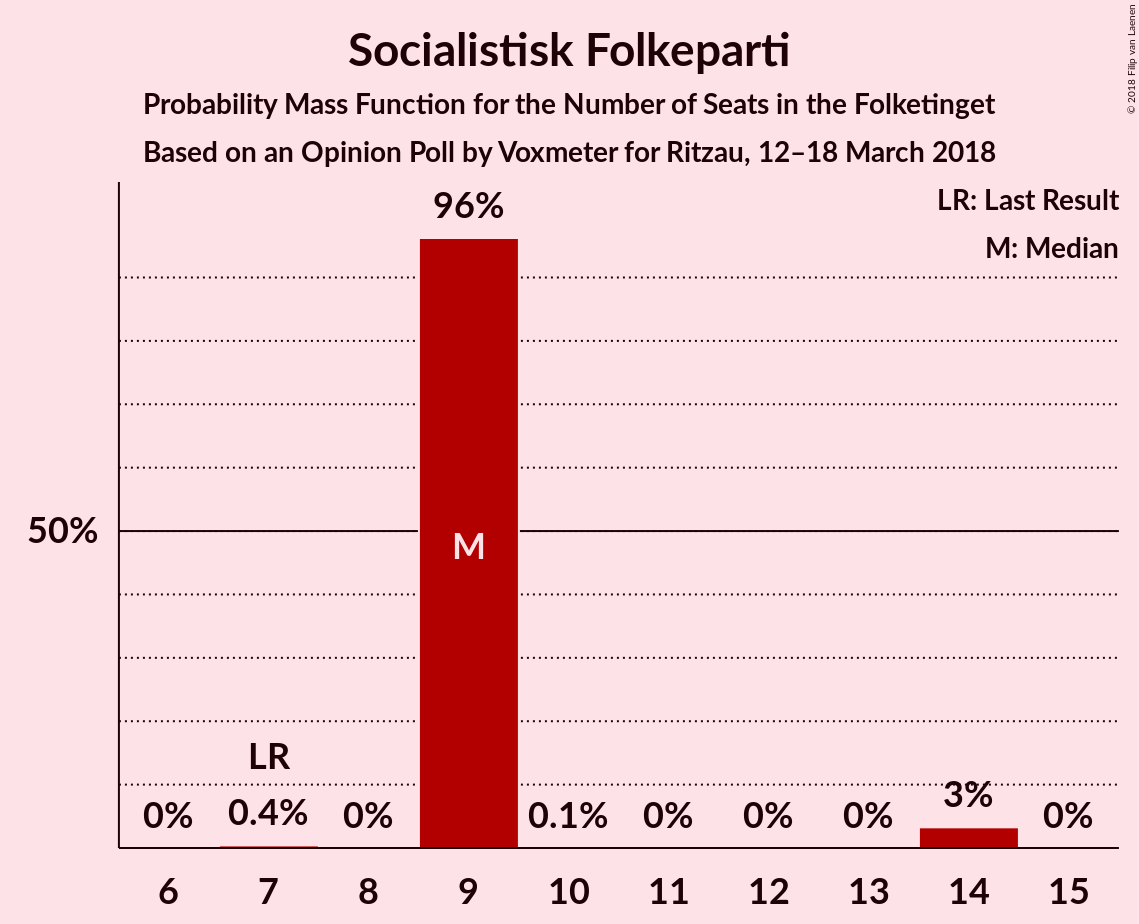 Socialistisk Folkeparti
Probability Mass Function for the Number of Seats in the Folketinget
Based on an Opinion Poll by Voxmeter for Ritzau, 12–18 March 2018
© 2018 Filip van Laenen
LR: Last Result
M: Median
96%
50%
M
LR
0% 0.4% 0% 0.1% 0% 0% 0% 3% 0%
6 7 8 9 10 11 12 13 14 15